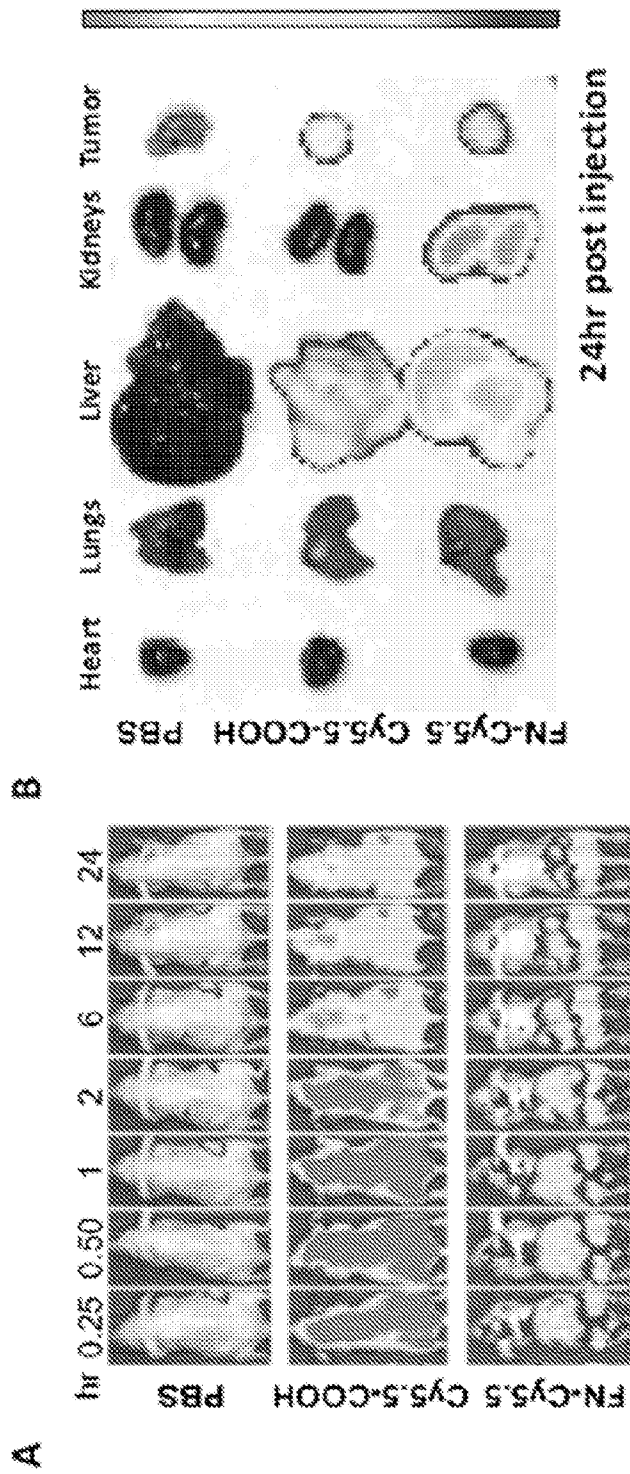 A
hr 0.25 0.50 1 2 6 12 24
PBS
Cy5.5-COOH
FN-Cy5.5
B
Heart Lungs Liver Kidneys Tumor
PBS
Cy5.5-COOH
FN-Cy5.5
24hr post injection